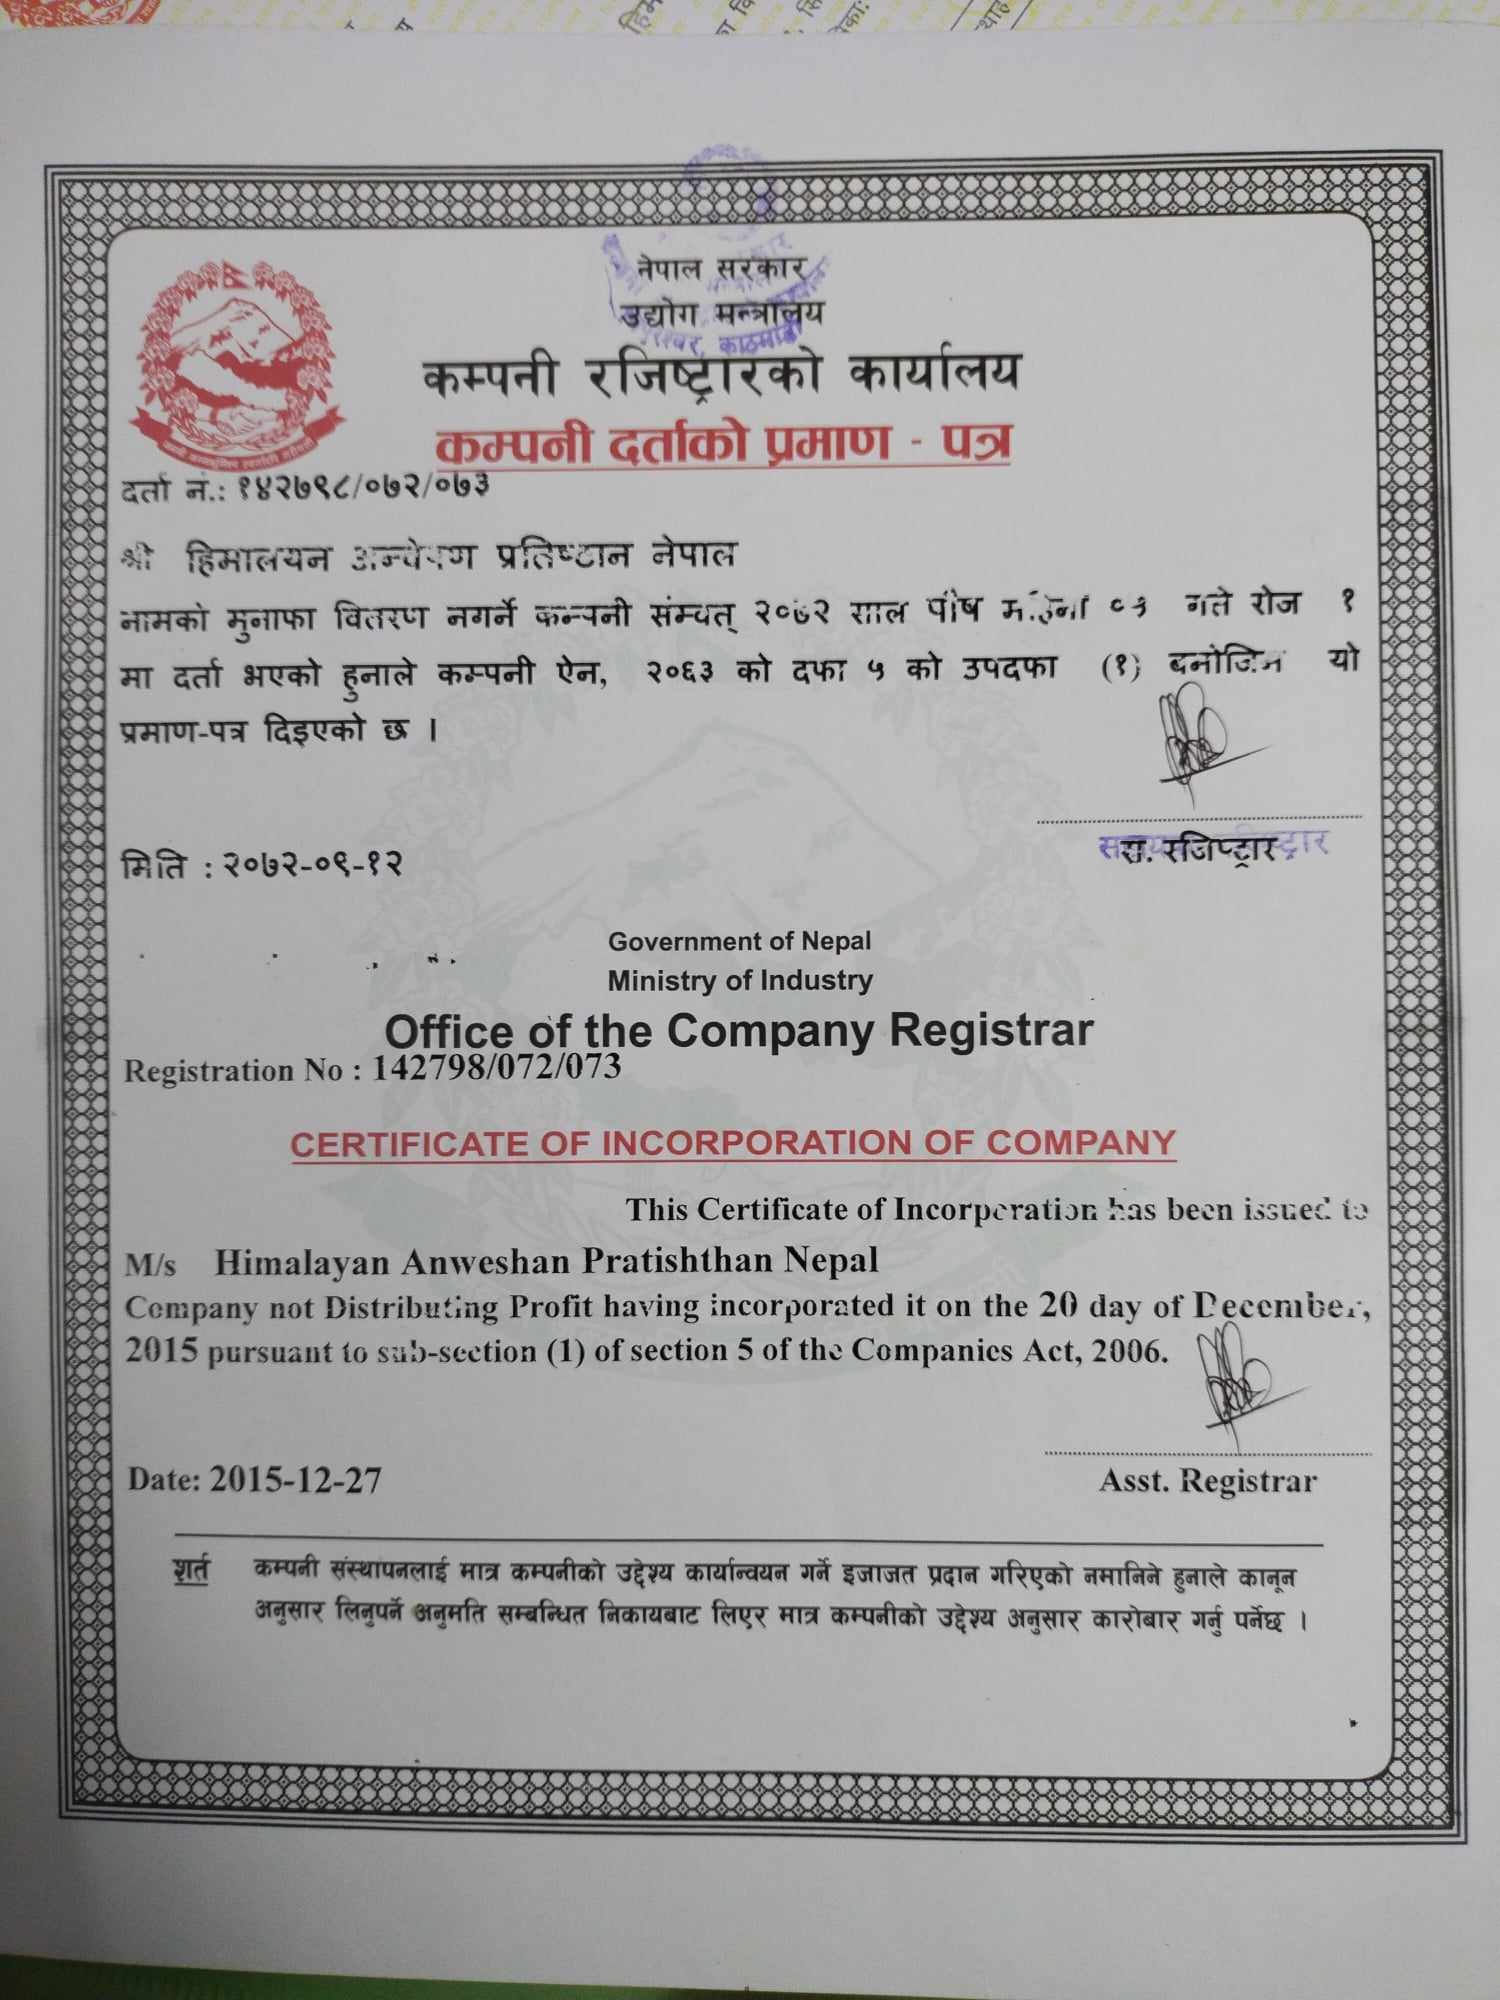 नेपाल सरकार
उद्योग मन्त्रालय
कम्पनी रजिष्ट्रारको कार्यालय
कम्पनी दर्ताको प्रमाण - पत्र
दर्ता नं.: १४२७९८/०७२/०७३
श्री हिमालयन अन्वेषण प्रतिष्ठान नेपाल
नामको मुनाफा वितरण नगर्ने कम्पनी संम्वत् २०७२ साल पौष महिना गते रोज १
मा दर्ता भएको हुनाले कम्पनी ऐन, २०६३ को दफा ५ को उपदफा (१) बमोजिम यो
प्रमाण-पत्र दिइएको छ ।
स. रजिष्ट्रार
मिति : २०७२-०९-१२
Government of Nepal
Ministry of Industry
Office of the Company Registrar
Registration No : 142798/072/073
CERTIFICATE OF INCORPORATION OF COMPANY
This Certificate of Incorporation has been issued to
M/s Himalayan Anweshan Pratishthan Nepal
Company not Distributing Profit having incorporated it on the 20 day of December,
2015 pursuant to sub-section (1) of section 5 of the Companies Act, 2006.
Date: 2015-12-27
Asst. Registrar
शर्त कम्पनी संस्थापनलाई मात्र कम्पनीको उद्देश्य कार्यान्वयन गर्ने इजाजत प्रदान गरिएको नमानिने हुनाले कानून
अनुसार लिनुपर्ने अनुमति सम्बन्धित निकायबाट लिएर मात्र कम्पनीको उद्देश्य अनुसार कारोबार गर्नु पर्नेछ ।